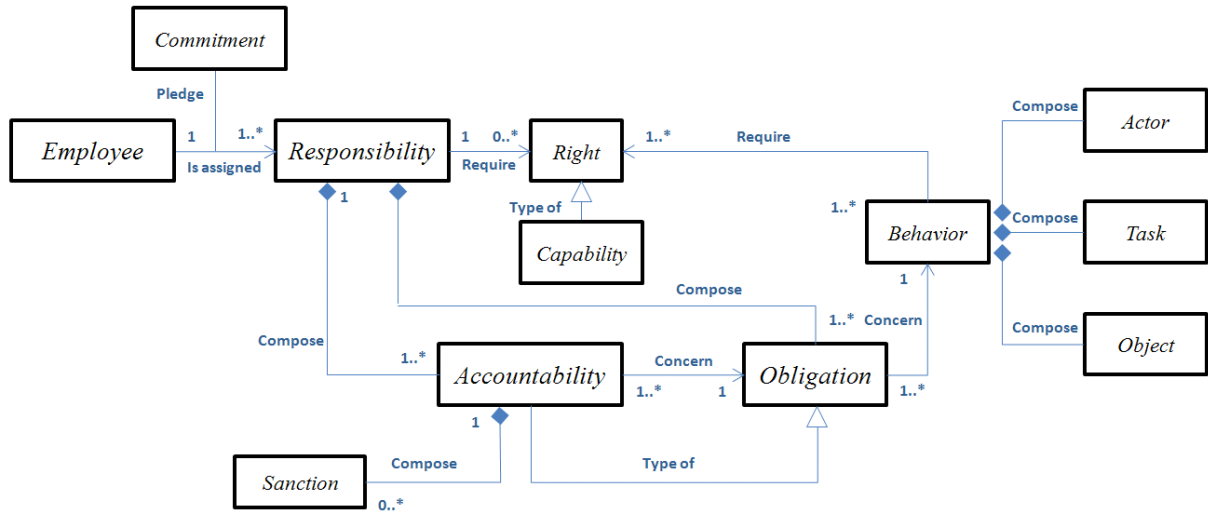 Commitment
Pledge
Employee
1
1..*
Is assigned
Responsibility
1
0..*
Require
Right
1..*
Require
Compose
Actor
Type of
Capability
1
1..*
Behavior
Compose
Task
1
Compose
Concern
Compose
Object
Compose
1..*
1..*
Accountability
Concern
1..*
1
Obligation
1..*
1
Compose
Type of
Sanction
0..*